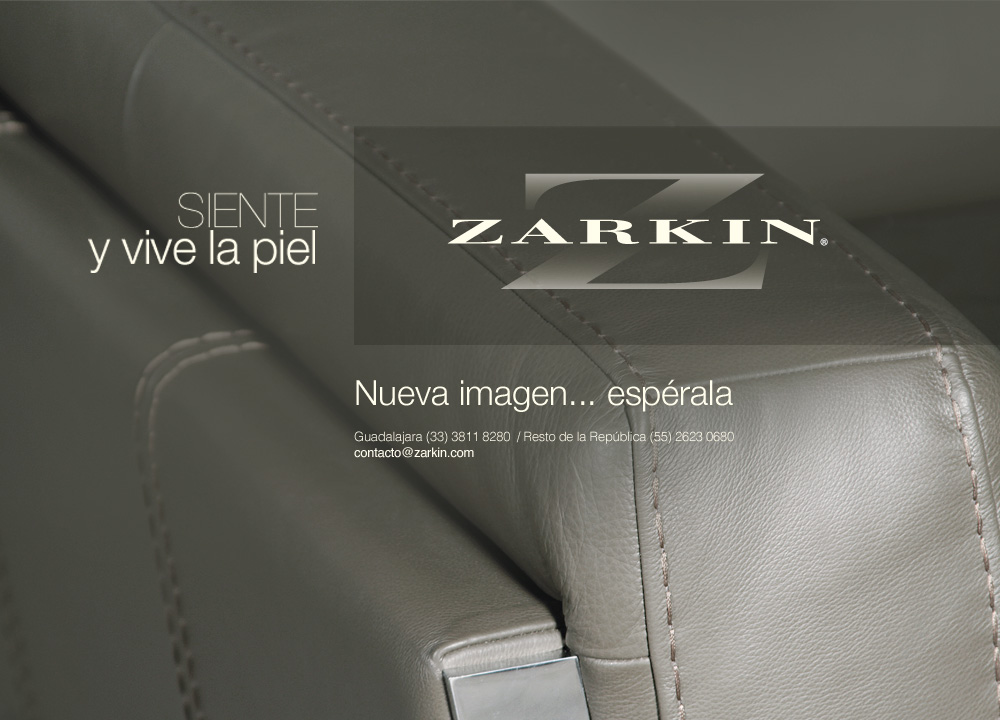 SIENTE
y vive la piel
ZARKIN®
Nueva imagen... espérala
Guadalajara (33) 3811 8280 / Resto de la República (55) 2623 0680
contacto@zarkin.com